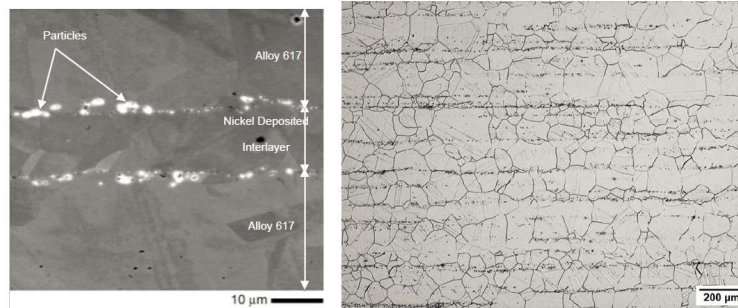 Particles
Alloy 617
Nickel Deposited
Interlayer
Alloy 617
10 μm
200 μm